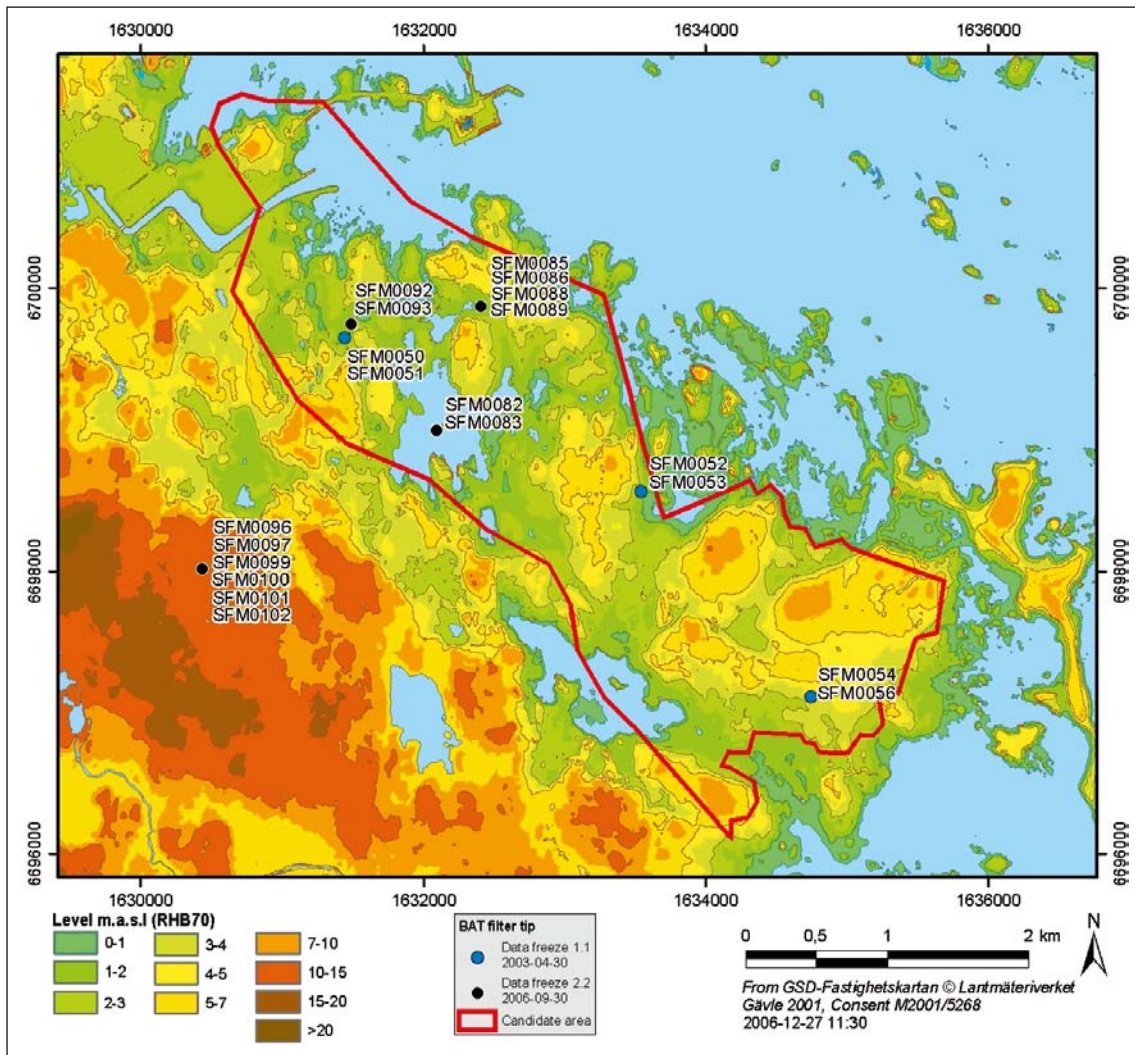 1630000 1632000 1634000 1636000
6700000 6700000
SFM0085
SFM0086
SFM0088
SFM0089
SFM0092
SFM0093
SFM0050
SFM0051
SFM0082
SFM0083
SFM0052
SFM0053
SFM0096
SFM0097
SFM0099
SFM0100
SFM0101
SFM0102
6698000 6698000
SFM0054
SFM0056
6696000 6696000
1630000 1632000 1634000 1636000
Level m.a.s.l (RHB70)
0-1
1-2
2-3
3-4
4-5
5-7
7-10
10-15
15-20
>20
BAT filter tip
Data freeze 1.1
2003-04-30
Data freeze 2.2
2006-09-30
Candidate area
0 0,5 1 2 km
N
From GSD-Fastighetskartan © Lantmäteriverket
Gävle 2001, Consent M2001/5268
2006-12-27 11:30